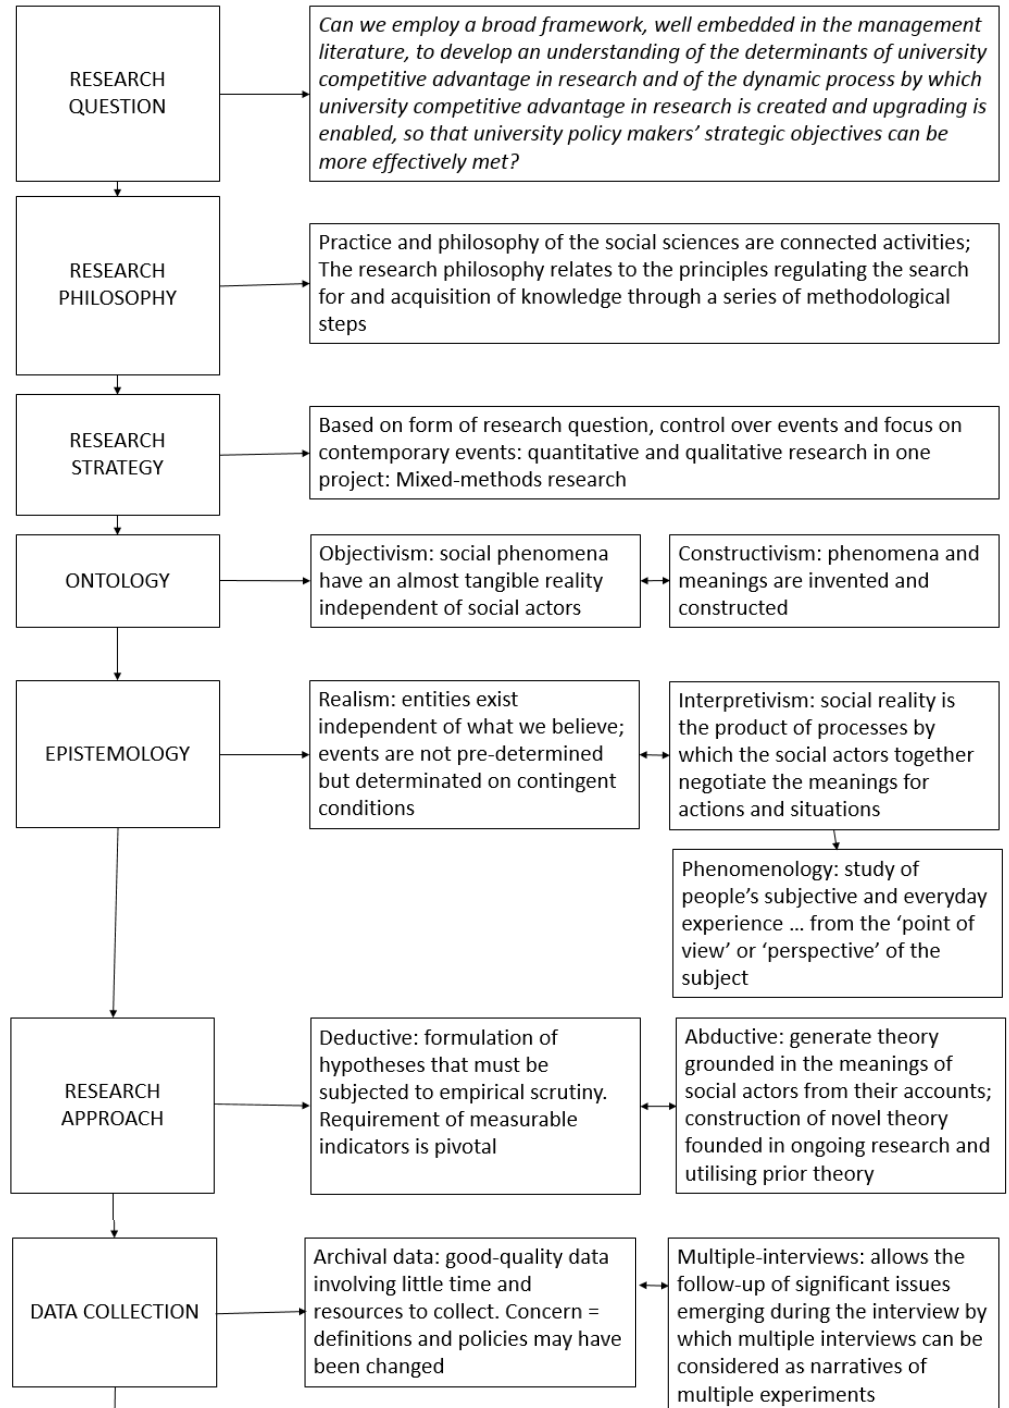 RESEARCH
QUESTION
Can we employ a broad framework, well embedded in the management
literature, to develop an understanding of the determinants of university
competitive advantage in research and of the dynamic process by which
university competitive advantage in research is created and upgrading is
enabled, so that university policy makers’ strategic objectives can be
more effectively met?
RESEARCH
PHILOSOPHY
Practice and philosophy of the social sciences are connected activities;
The research philosophy relates to the principles regulating the search
for and acquisition of knowledge through a series of methodological
steps
RESEARCH
STRATEGY
Based on form of research question, control over events and focus on
contemporary events: quantitative and qualitative research in one
project: Mixed-methods research
ONTOLOGY
Objectivism: social phenomena
have an almost tangible reality
independent of social actors
Constructivism: phenomena and
meanings are invented and
constructed
EPISTEMOLOGY
Realism: entities exist
independent of what we believe;
events are not pre-determined
but determinated on contingent
conditions
Interpretivism: social reality is
the product of processes by
which the social actors together
negotiate the meanings for
actions and situations
Phenomenology: study of
people’s subjective and everyday
experience … from the ‘point of
view’ or ‘perspective’ of the
subject
RESEARCH
APPROACH
Deductive: formulation of
hypotheses that must be
subjected to empirical scrutiny.
Requirement of measurable
indicators is pivotal
Abductive: generate theory
grounded in the meanings of
social actors from their accounts;
construction of novel theory
founded in ongoing research and
utilising prior theory
DATA COLLECTION
Archival data: good-quality data
involving little time and
resources to collect. Concern =
definitions and policies may have
been changed
Multiple-interviews: allows the
follow-up of significant issues
emerging during the interview by
which multiple interviews can be
considered as narratives of
multiple experiments